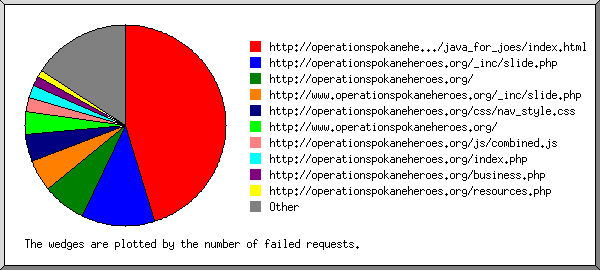 http://operationspokanehe.../java_for_joes/index.html
http://operationspokaneheroes.org/_inc/slide.php
http://operationspokaneheroes.org/
http://www.operationspokaneheroes.org/_inc/slide.php
http://operationspokaneheroes.org/css/nav_style.css
http://www.operationspokaneheroes.org/
http://operationspokaneheroes.org/js/combined.js
http://operationspokaneheroes.org/index.php
http://operationspokaneheroes.org/business.php
http://operationspokaneheroes.org/resources.php
Other
The wedges are plotted by the number of failed requests.